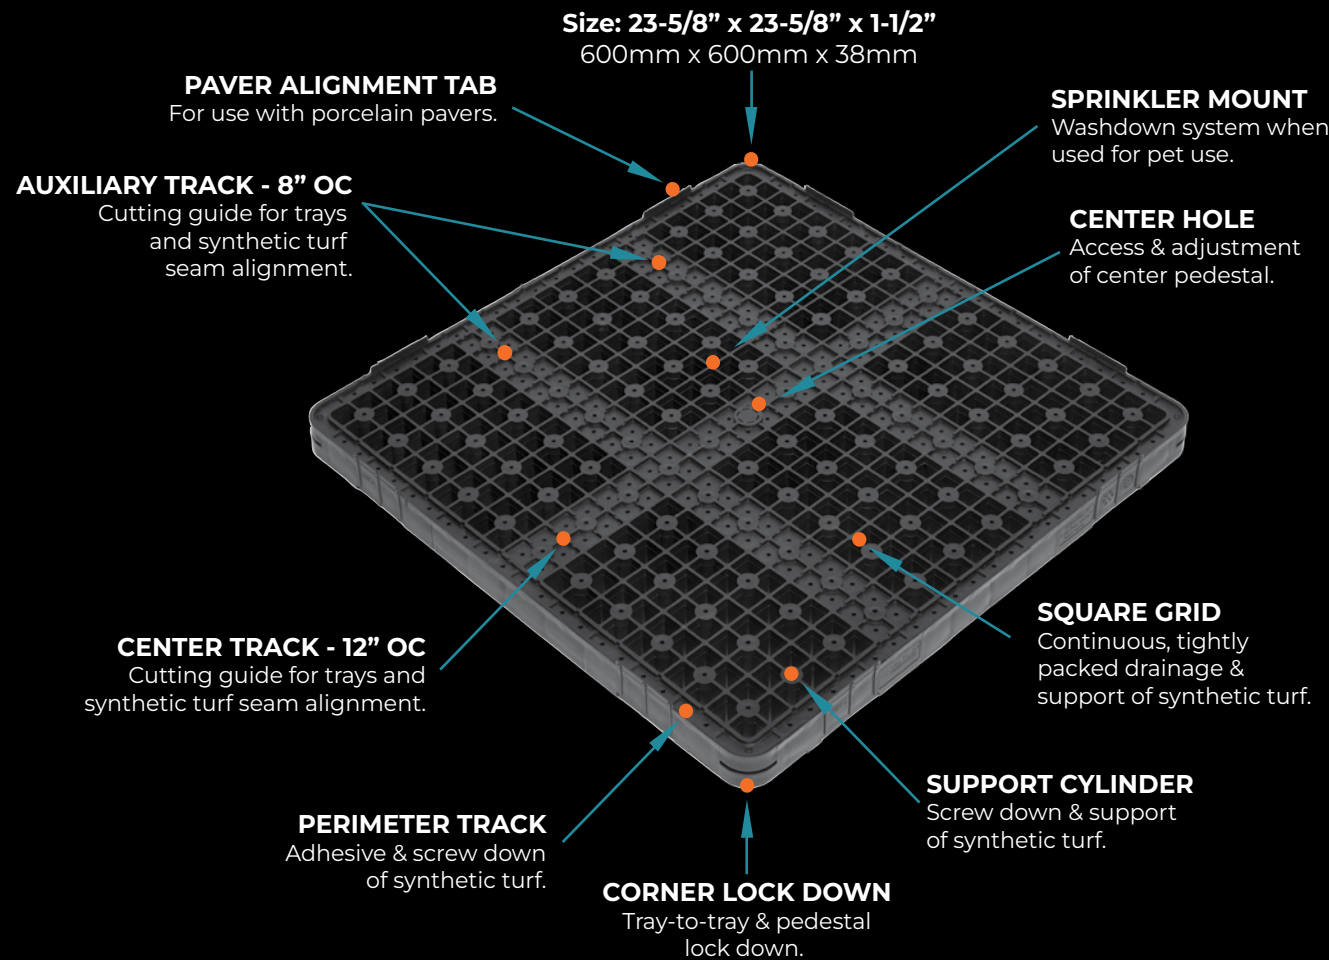 Size: 23-5/8” x 23-5/8” x 1-1/2”
600mm x 600mm x 38mm
PAVER ALIGNMENT TAB
For use with porcelain pavers.
SPRINKLER MOUNT
Washdown system when
used for pet use.
AUXILIARY TRACK - 8” OC
Cutting guide for trays
and synthetic turf
seam alignment.
CENTER HOLE
Access & adjustment
of center pedestal.
CENTER TRACK - 12” OC
Cutting guide for trays and
synthetic turf seam alignment.
SQUARE GRID
Continuous, tightly
packed drainage &
support of synthetic turf.
PERIMETER TRACK
Adhesive & screw down
of synthetic turf.
SUPPORT CYLINDER
Screw down & support
of synthetic turf.
CORNER LOCK DOWN
Tray-to-tray & pedestal
lock down.